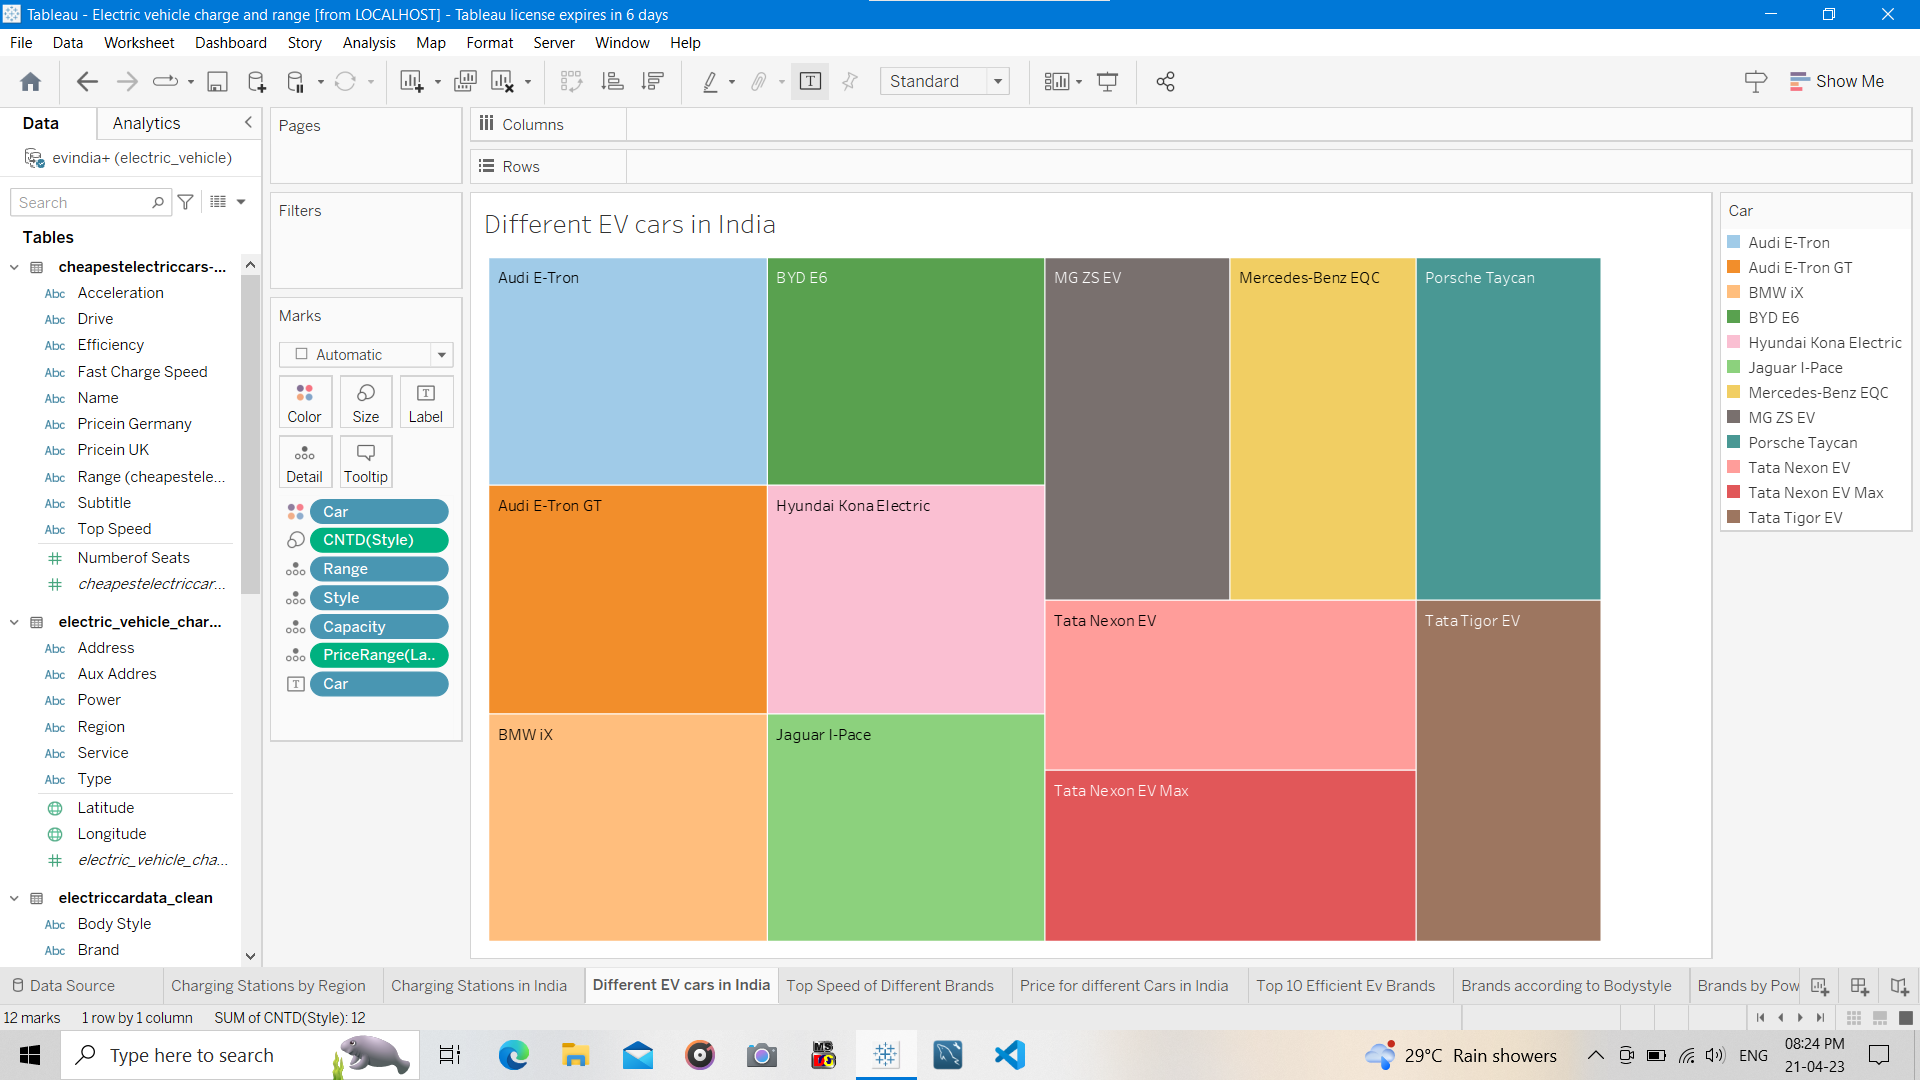 Tableau - Electric vehicle charge and range [from LOCALHOST] - Tableau license expires in 6 days
File Data Worksheet Dashboard Story Analysis Map Format Server Window Help
Standard
Show Me
Data Analytics
evindia+ (electric_vehicle)
Search
Tables
cheapestelectriccars-...
Abc Acceleration
Abc Drive
Abc Efficiency
Abc Fast Charge Speed
Abc Name
Abc Pricein Germany
Abc Pricein UK
Abc Range (cheapestele...
Abc Subtitle
Abc Top Speed
Numberof Seats
cheapestelectriccar...
electric_vehicle_char...
Abc Address
Abc Aux Addres
Abc Power
Abc Region
Abc Service
Abc Type
Latitude
Longitude
electric_vehicle_cha...
electriccardata_clean
Abc Body Style
Abc Brand
Pages
Filters
Marks
Automatic
Color Size Label
Detail Tooltip
Car
CNTD(Style)
Range
Style
Capacity
PriceRange(La..
Car
Columns
Rows
Different EV cars in India
Audi E-Tron
BYD E6
MG ZS EV
Mercedes-Benz EQC
Porsche Taycan
Audi E-Tron GT
Hyundai Kona Electric
Tata Nexon EV
Tata Tigor EV
BMW iX
Jaguar I-Pace
Tata Nexon EV Max
Car
Audi E-Tron
Audi E-Tron GT
BMW iX
BYD E6
Hyundai Kona Electric
Jaguar I-Pace
Mercedes-Benz EQC
MG ZS EV
Porsche Taycan
Tata Nexon EV
Tata Nexon EV Max
Tata Tigor EV
Data Source Charging Stations by Region Charging Stations in India Different EV cars in India Top Speed of Different Brands Price for different Cars in India Top 10 Efficient Ev Brands Brands according to Bodystyle Brands by Pow
12 marks 1 row by 1 column SUM of CNTD(Style): 12
Type here to search
29°C Rain showers
ENG
08:24 PM
21-04-23